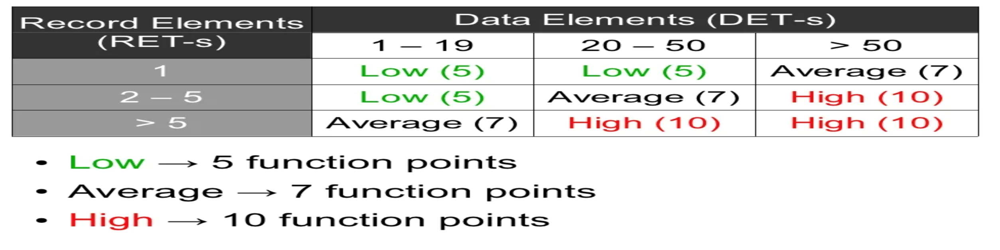 Record Elements (RET-s) Data Elements (DET-s)
1 – 19 20 – 50 > 50
1 Low (5) Low (5) Average (7)
2 – 5 Low (5) Average (7) High (10)
> 5 Average (7) High (10) High (10)
• Low → 5 function points
• Average → 7 function points
• High → 10 function points